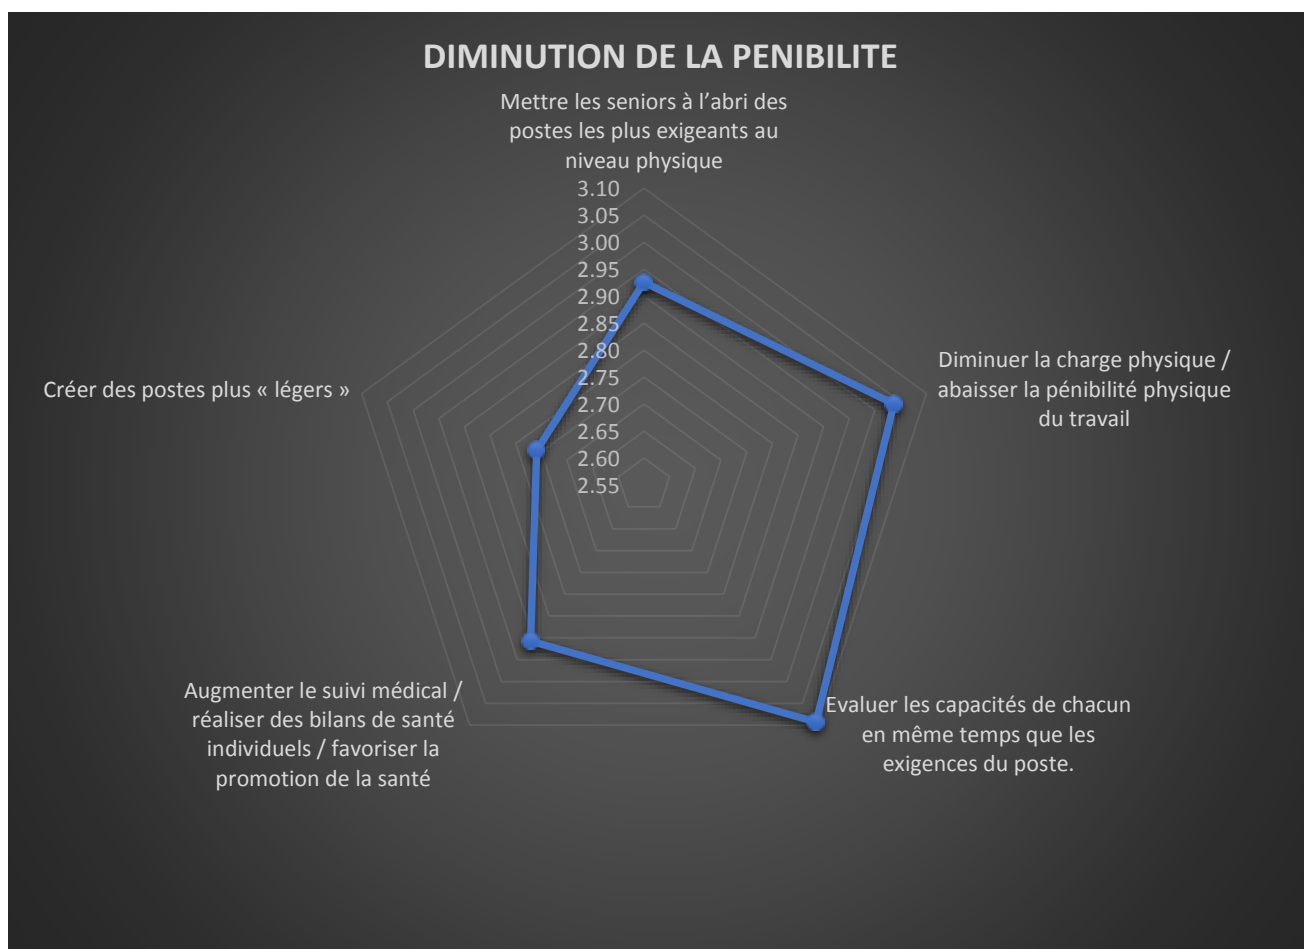 DIMINUTION DE LA PENIBILITE
Mettre les seniors à l’abri des
postes les plus exigeants au
niveau physique
3.10
3.05
3.00
2.95
2.90
2.85
2.80
2.75
2.70
2.65
2.60
2.55
Diminuer la charge physique /
abaisser la pénibilité physique
du travail
Créer des postes plus « légers »
Augmenter le suivi médical /
réaliser des bilans de santé
individuels / favoriser la
promotion de la santé
Evaluer les capacités de chacun
en même temps que les
exigences du poste.